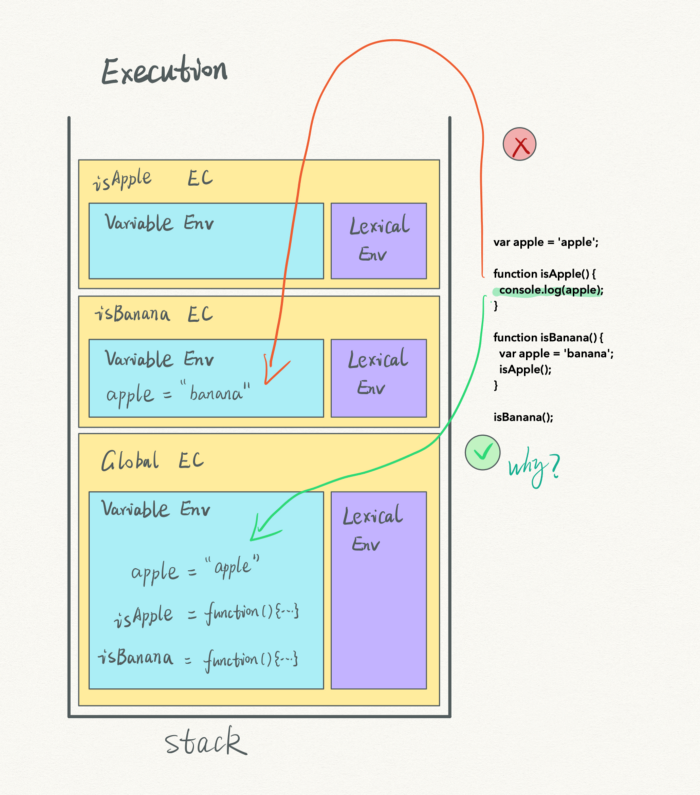 Execution
isApple EC
Variable Env
Lexical
Env
isBanana EC
Variable Env
apple = "banana"
Lexical
Env
Global EC
Variable Env
apple = "apple"
isApple = function(){---}
isBanana = function(){---}
Lexical
Env
stack
X
var apple = 'apple';
function isApple() {
console.log(apple);
}
function isBanana() {
var apple = 'banana';
isApple();
}
isBanana();
why?